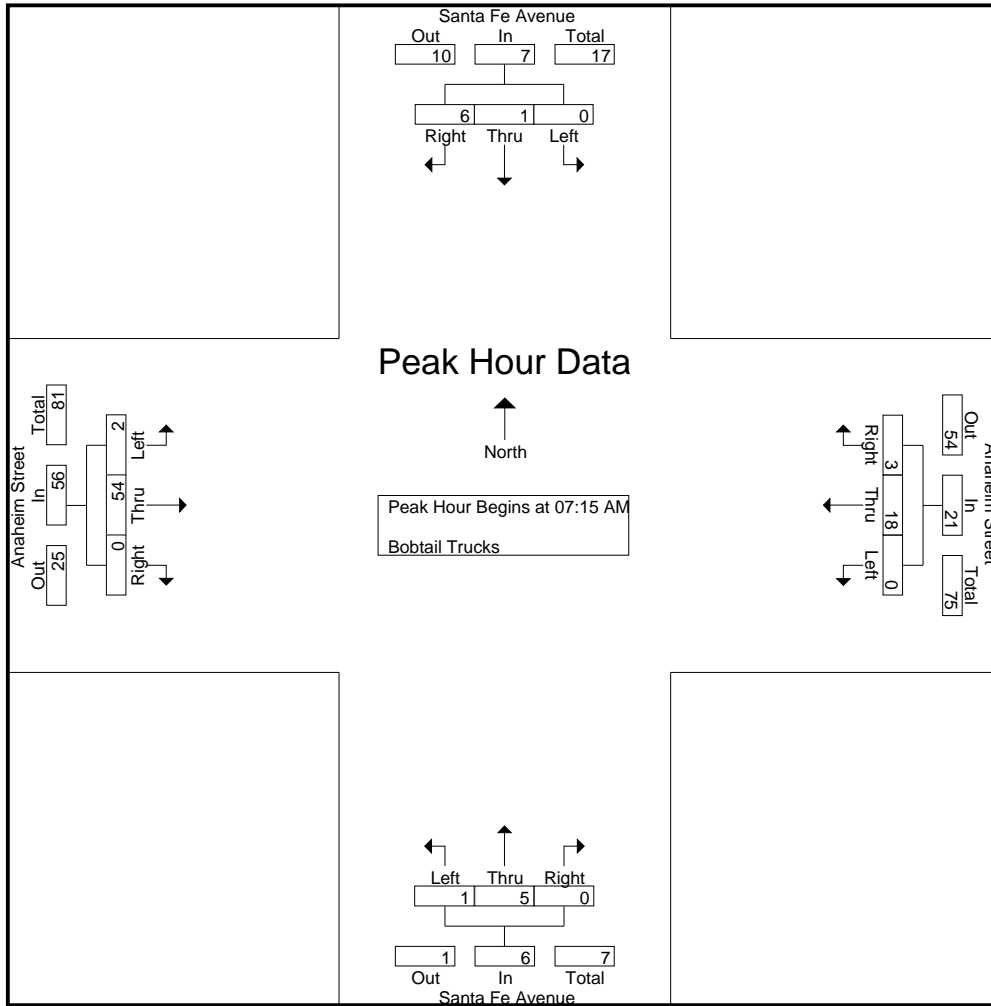 Santa Fe Avenue
Out In Total
10 7 17
6 1 0
Right Thru Left
Peak Hour Data
North
Peak Hour Begins at 07:15 AM
Bobtail Trucks
Anaheim Street
Total In Out
81 56 25
2 54 0
Left Thru Right
Right Thru Left
3 18 0
Out In Total
54 21 75
Anaheim Street
Left Thru Right
1 5 0
1 6 7
Out In Total
Santa Fe Avenue